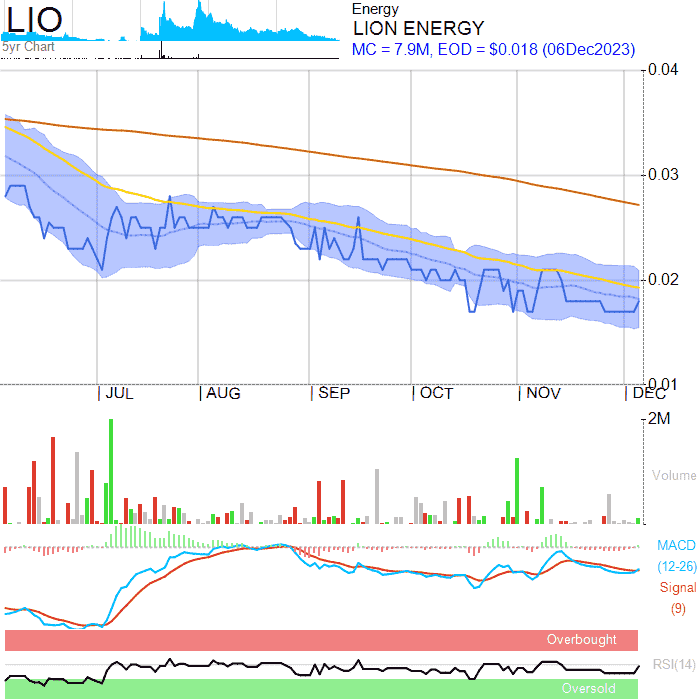 LIO
5yr Chart
Energy
LION ENERGY
MC = 7.9M, EOD = $0.018 (06Dec2023)
0.04
0.03
0.02
0.01
JUL
AUG
SEP
OCT
NOV
DEC
2M
Volume
MACD
(12-26)
Signal
(9)
Overbought
RSI(14)
Oversold